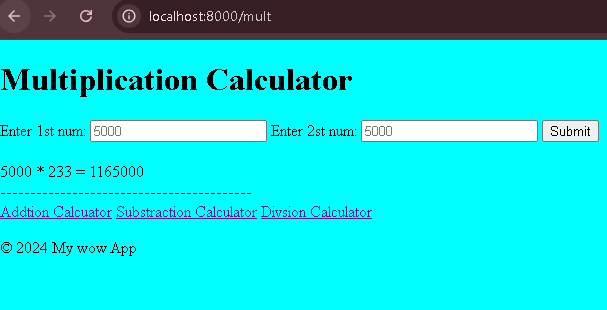 localhost:8000/mult
Multiplication Calculator
Enter 1st num: 5000 Enter 2st num: 5000 Submit
5000 * 233 = 1165000
------------------------------------------
Addtion Calcuator Substraction Calculator Divsion Calculator
© 2024 My wow App